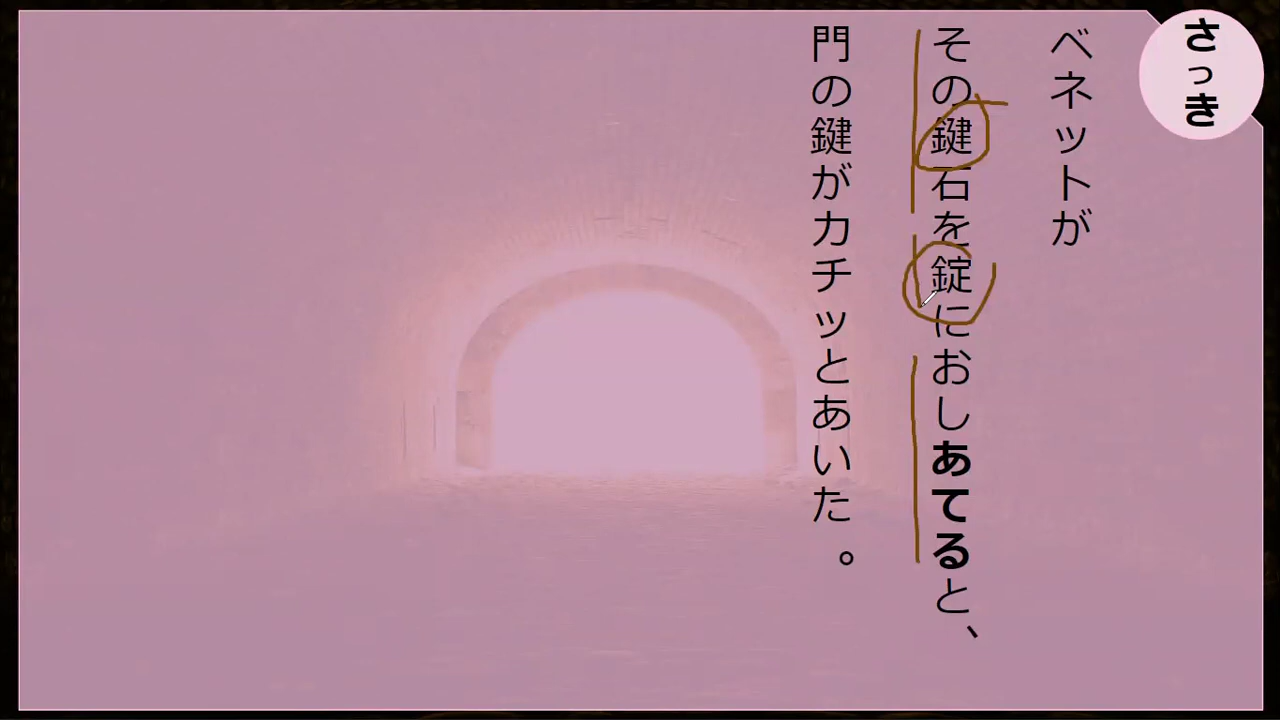 さっき
ベネットが
その鍵石を錠におしあてると、
門の鍵がカチッとあいた。